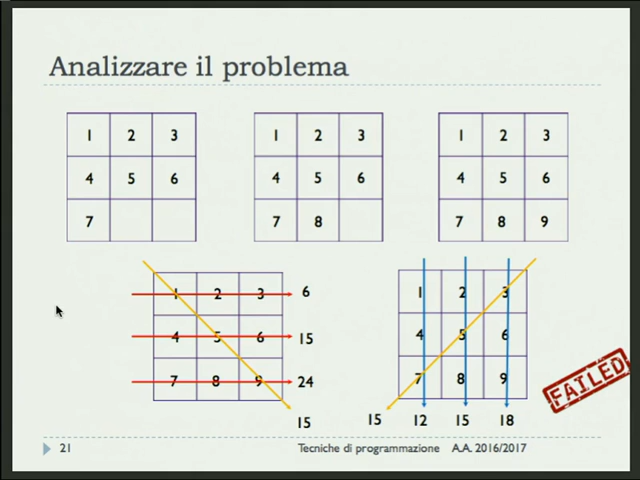 Analizzare il problema
1 2 3
4 5 6
7
1 2 3
4 5 6
7 8
1 2 3
4 5 6
7 8 9
1 2 3 6
4 5 6 15
7 8 9 24
15
1 2 3
4 5 6
7 8 9
15 12 15 18
FAILED
21
Tecniche di programmazione A.A. 2016/2017